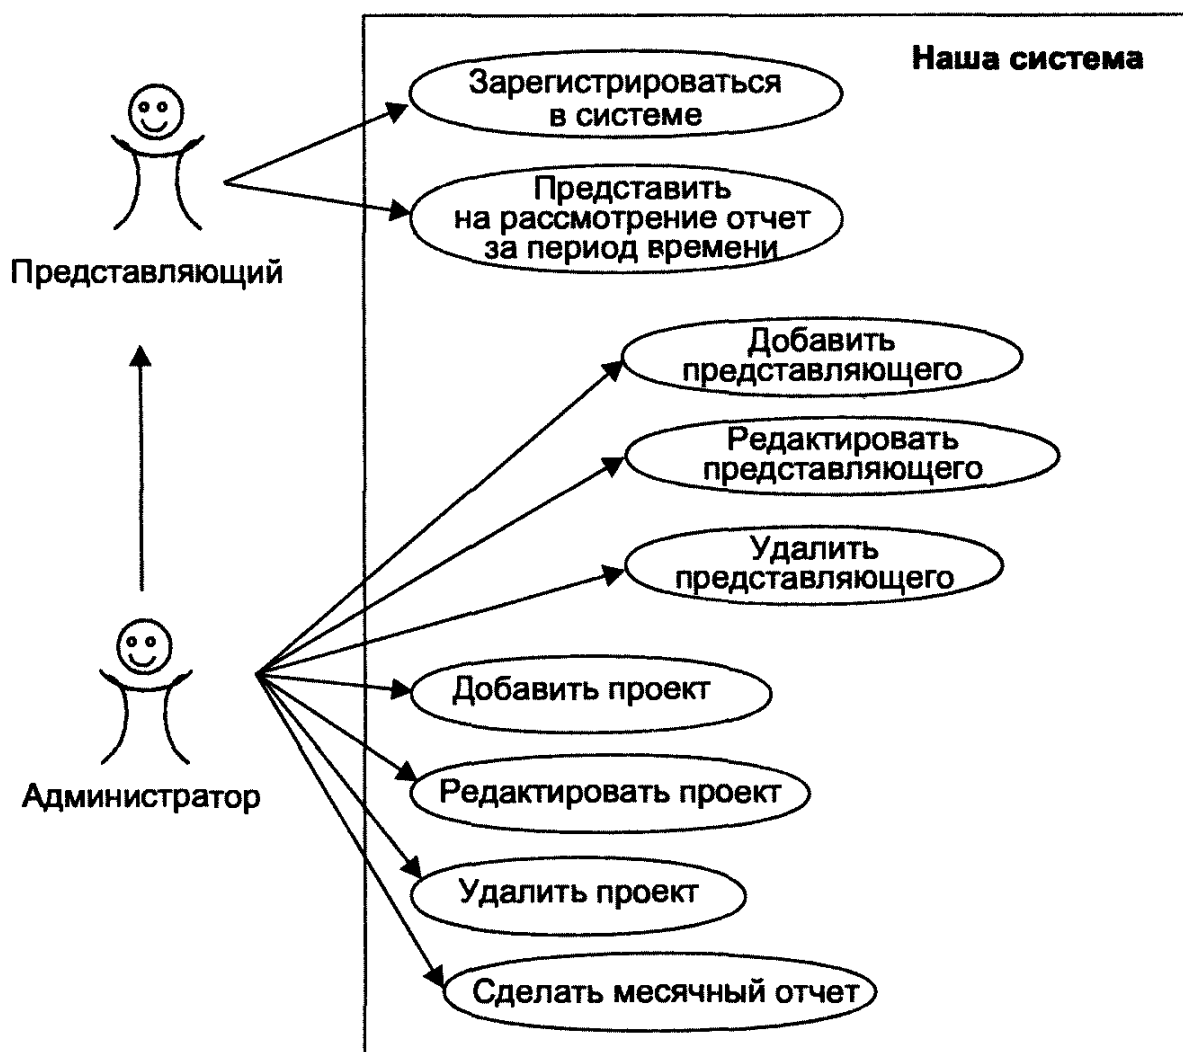 Наша система
Зарегистрироваться
в системе
Представить
на рассмотрение отчет
за период времени
Представляющий
Добавить
представляющего
Редактировать
представляющего
Удалить
представляющего
Добавить проект
Администратор
Редактировать проект
Удалить проект
Сделать месячный отчет